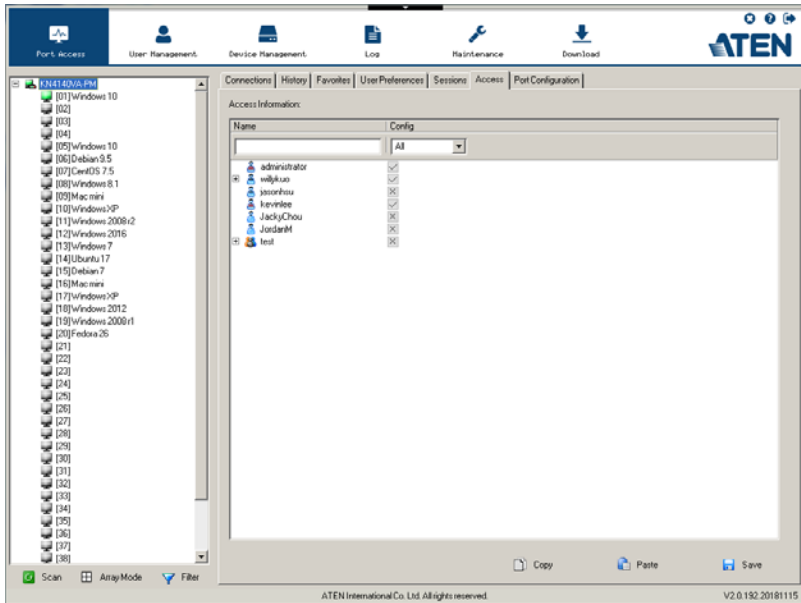 Port Access
User Management
Device Management
Log
Maintenance
Download
ATEN
KN4140VA-PM
[01]Windows 10
[02]
[03]
[04]
[05]Windows 10
[06]Debian 9.5
[07]CentOS 7.5
[08]Windows 8.1
[09]Mac mini
[10]WindowsXP
[11]Windows 2008 r2
[12]Windows 2016
[13]Windows 7
[14]Ubuntu 17
[15]Debian 7
[16]Mac mini
[17]WindowsXP
[18]Windows 2012
[19]Windows 2008 r1
[20]Fedora 26
[21]
[22]
[23]
[24]
[25]
[26]
[27]
[28]
[29]
[30]
[31]
[32]
[33]
[34]
[35]
[36]
[37]
[38]
Scan
Array Mode
Filter
Connections
History
Favorites
User Preferences
Sessions
Access
Port Configuration
Access Information:
Name
Config
All
administrator
willykuo
jasonhsu
kevinlee
JackyChou
JordanM
test
Copy
Paste
Save
ATEN International Co. Ltd. All rights reserved.
V2.0.192.20181115